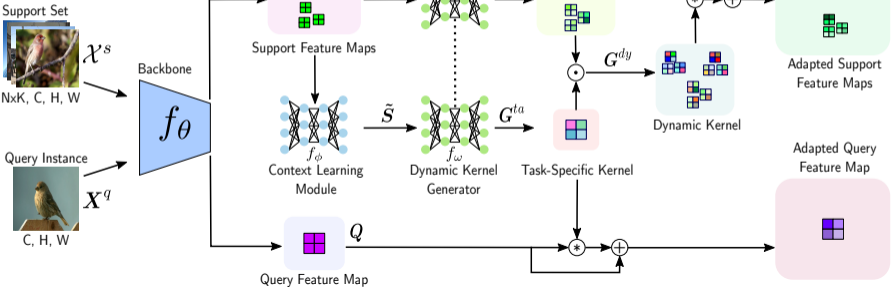 Support Set
𝒳ˢ
NxK, C, H, W
Backbone
f_θ
Query Instance
X^q
C, H, W
Support Feature Maps
f_ϕ
Context Learning
Module
S̃
f_ω
Dynamic Kernel
Generator
G^{ta}
Task-Specific Kernel
G^{dy}
Dynamic Kernel
Adapted Support
Feature Maps
Adapted Query
Feature Map
Q
Query Feature Map
*
+